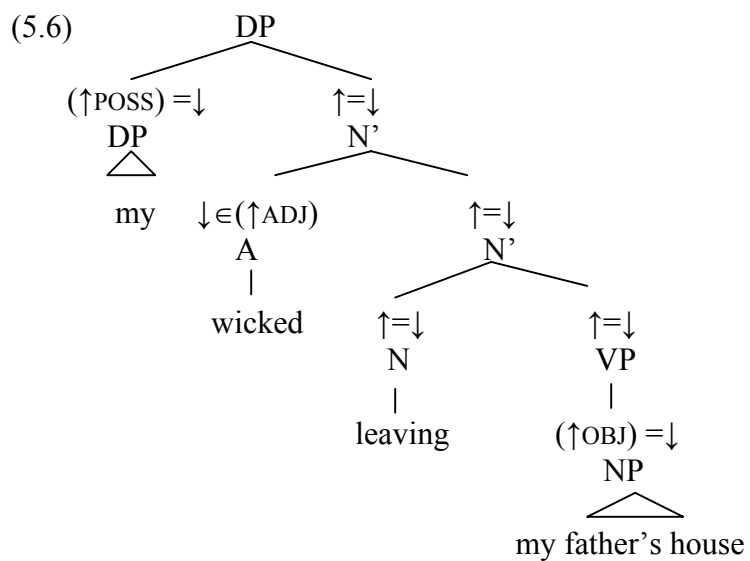 (5.6) DP
(↑POSS) =↓ ↑=↓
DP N’
my ↓∈(↑ADJ) ↑=↓
A N’
wicked ↑=↓ ↑=↓
N VP
leaving (↑OBJ) =↓
NP
my father’s house